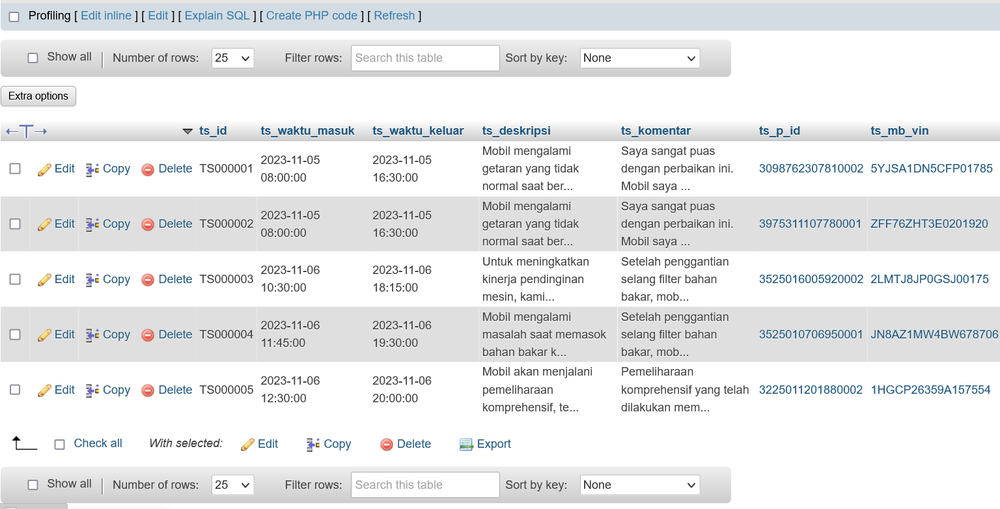 Profiling [ Edit inline ] [ Edit ] [ Explain SQL ] [ Create PHP code ] [ Refresh ]
Show all Number of rows: 25 Filter rows: Search this table Sort by key: None
Extra options
ts_id ts_waktu_masuk ts_waktu_keluar ts_deskripsi ts_komentar ts_p_id ts_mb_vin
Edit Copy Delete TS000001 2023-11-05 08:00:00 2023-11-05 16:30:00 Mobil mengalami getaran yang tidak normal saat ber... Saya sangat puas dengan perbaikan ini. Mobil saya ... 3098762307810002 5YJSA1DN5CFP01785
Edit Copy Delete TS000002 2023-11-05 08:00:00 2023-11-05 16:30:00 Mobil mengalami getaran yang tidak normal saat ber... Saya sangat puas dengan perbaikan ini. Mobil saya ... 3975311107780001 ZFF76ZHT3E0201920
Edit Copy Delete TS000003 2023-11-06 10:30:00 2023-11-06 18:15:00 Untuk meningkatkan kinerja pendinginan mesin, kami... Setelah penggantian selang filter bahan bakar, mob... 3525016005920002 2LMTJ8JP0GSJ00175
Edit Copy Delete TS000004 2023-11-06 11:45:00 2023-11-06 19:30:00 Mobil mengalami masalah saat memasok bahan bakar k... Setelah penggantian selang filter bahan bakar, mob... 3525010706950001 JN8AZ1MW4BW678706
Edit Copy Delete TS000005 2023-11-06 12:30:00 2023-11-06 20:00:00 Mobil akan menjalani pemeliharaan komprehensif, te... Pemeliharaan komprehensif yang telah dilakukan mem... 3225011201880002 1HGCP26359A157554
Check all With selected: Edit Copy Delete Export
Show all Number of rows: 25 Filter rows: Search this table Sort by key: None